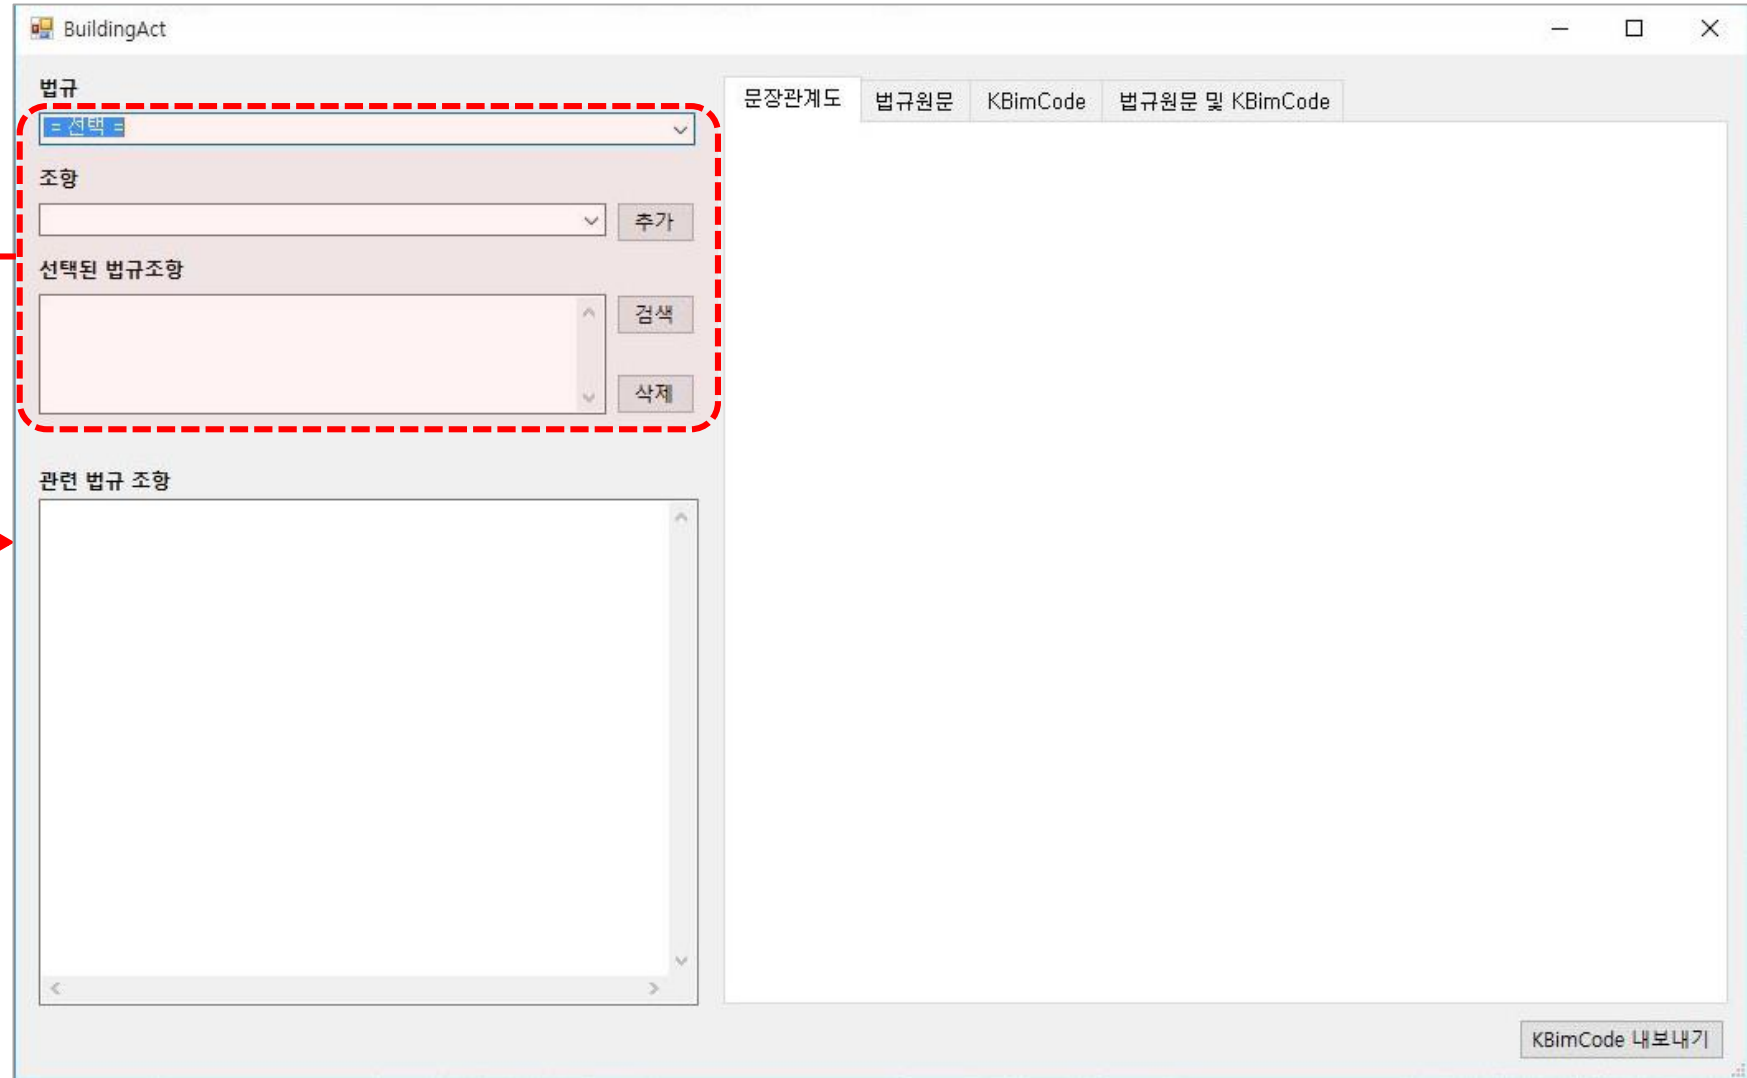 BuildingAct
법규
= 선택 =
조항
추가
선택된 법규조항
검색
삭제
관련 법규 조항
문장관계도 법규원문 KBimCode 법규원문 및 KBimCode
KBimCode 내보내기